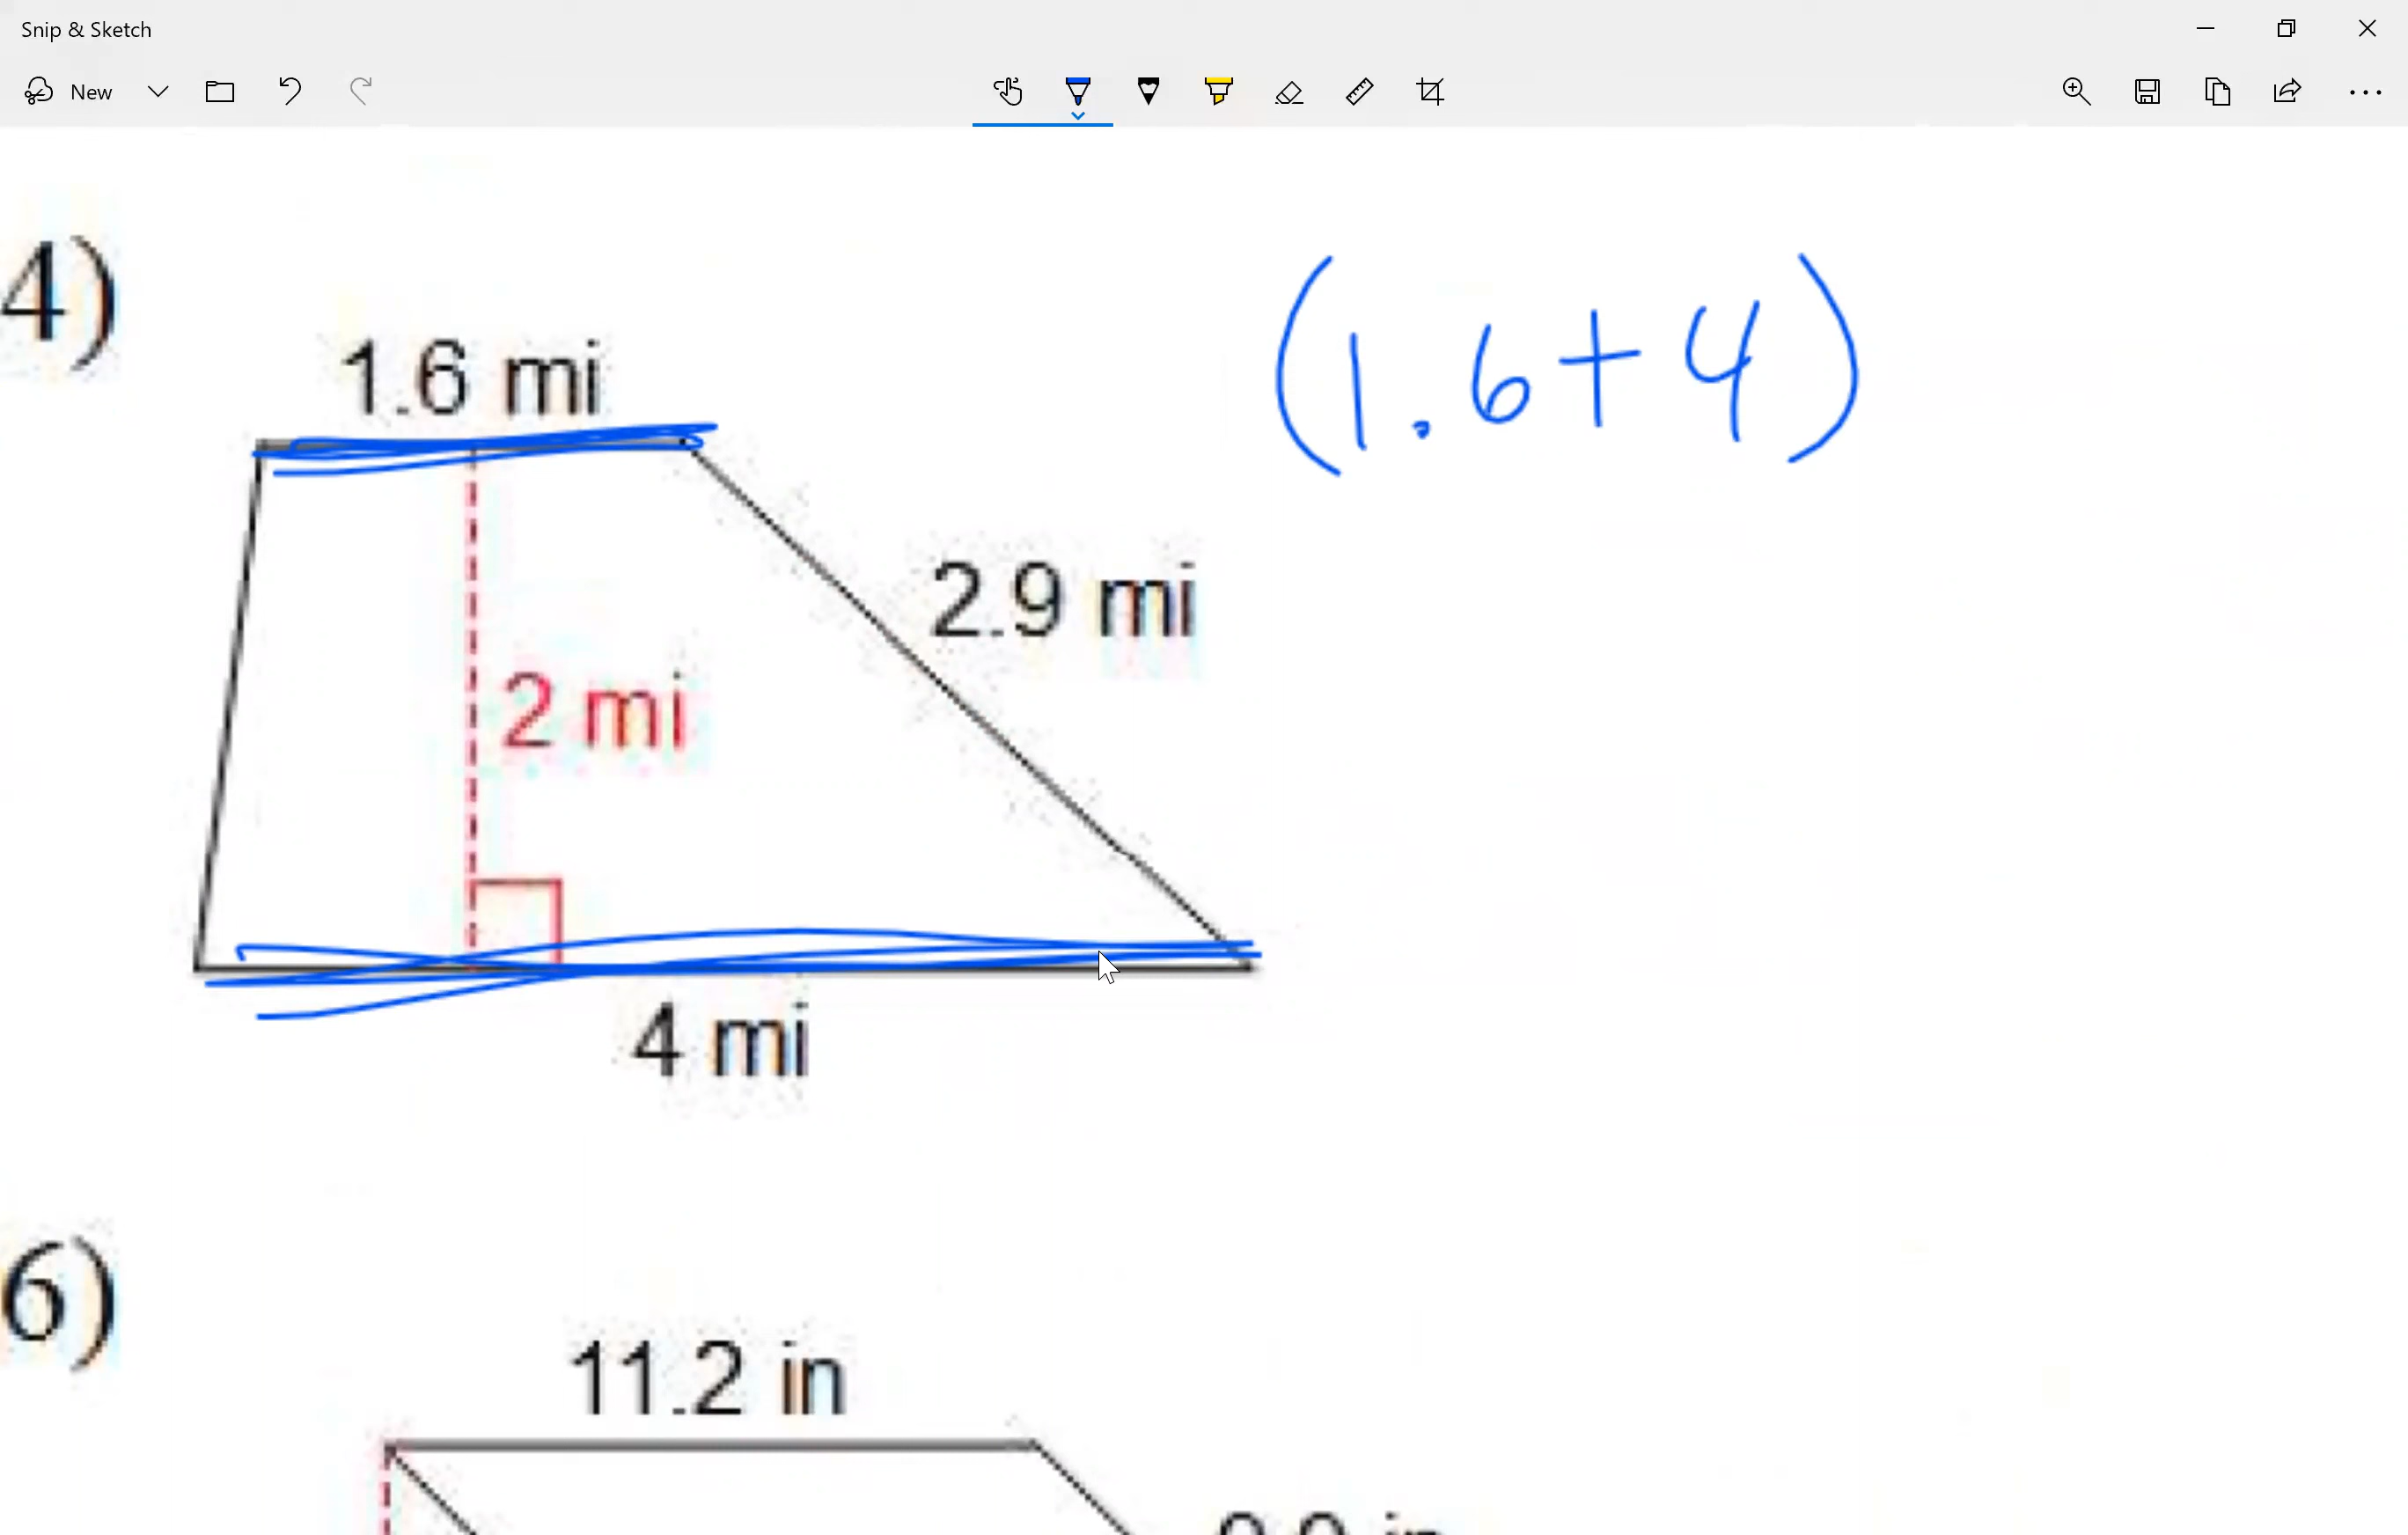 Snip & Sketch
New
4)
1.6 mi
(1.6+4)
2.9 mi
2 mi
4 mi
6)
11.2 in